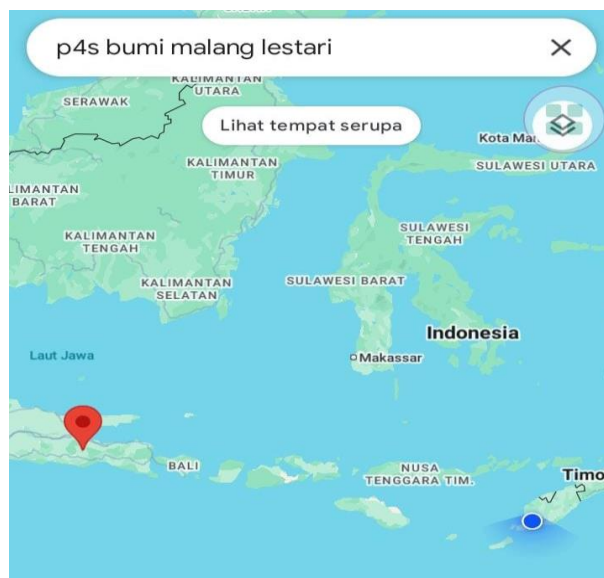 p4s bumi malang lestari
KALIMANTAN
UTARA
SERAWAK
Lihat tempat serupa
Kota Ma
SULAWESI UTARA
KALIMANTAN
TIMUR
LIMANTAN
BARAT
SULAWESI
TENGAH
KALIMANTAN
TENGAH
KALIMANTAN
SELATAN
SULAWESI BARAT
Indonesia
Laut Jawa
Makassar
BALI
NUSA
TENGGARA TIM.
Timo